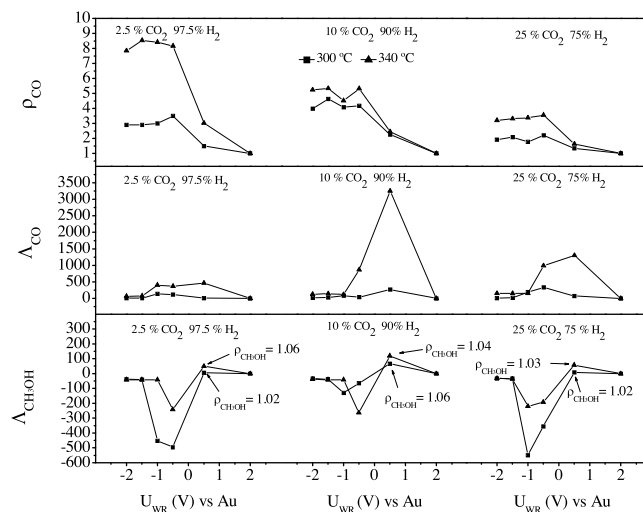 ρCO
10
9
8
7
6
5
4
3
2
1
2.5 % CO2 97.5% H2
10 % CO2 90% H2
25 % CO2 75% H2
300 ºC
340 ºC
ΛCO
3500
3000
2500
2000
1500
1000
500
0
2.5 % CO2 97.5% H2
10 % CO2 90% H2
25 % CO2 75% H2
ΛCH3OH
300
200
100
0
-100
-200
-300
-400
-500
-600
2.5 % CO2 97.5% H2
10 % CO2 90% H2
25 % CO2 75% H2
ρCH3OH = 1.06
ρCH3OH = 1.02
ρCH3OH = 1.04
ρCH3OH = 1.06
ρCH3OH = 1.03
ρCH3OH = 1.02
-2 -1 0 1 2
-2 -1 0 1 2
-2 -1 0 1 2
UWR (V) vs Au
UWR (V) vs Au
UWR (V) vs Au